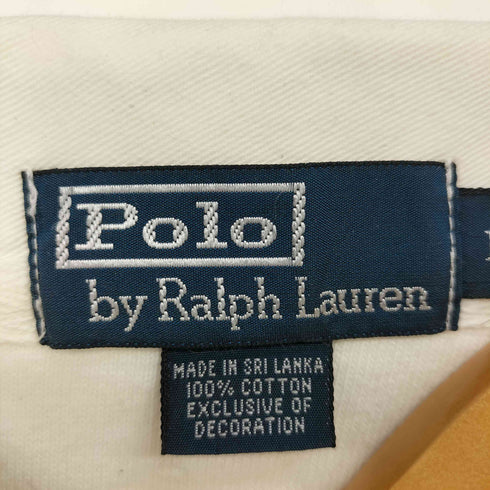 Polo
by Ralph Lauren
MADE IN SRI LANKA
100% COTTON
EXCLUSIVE OF
DECORATION